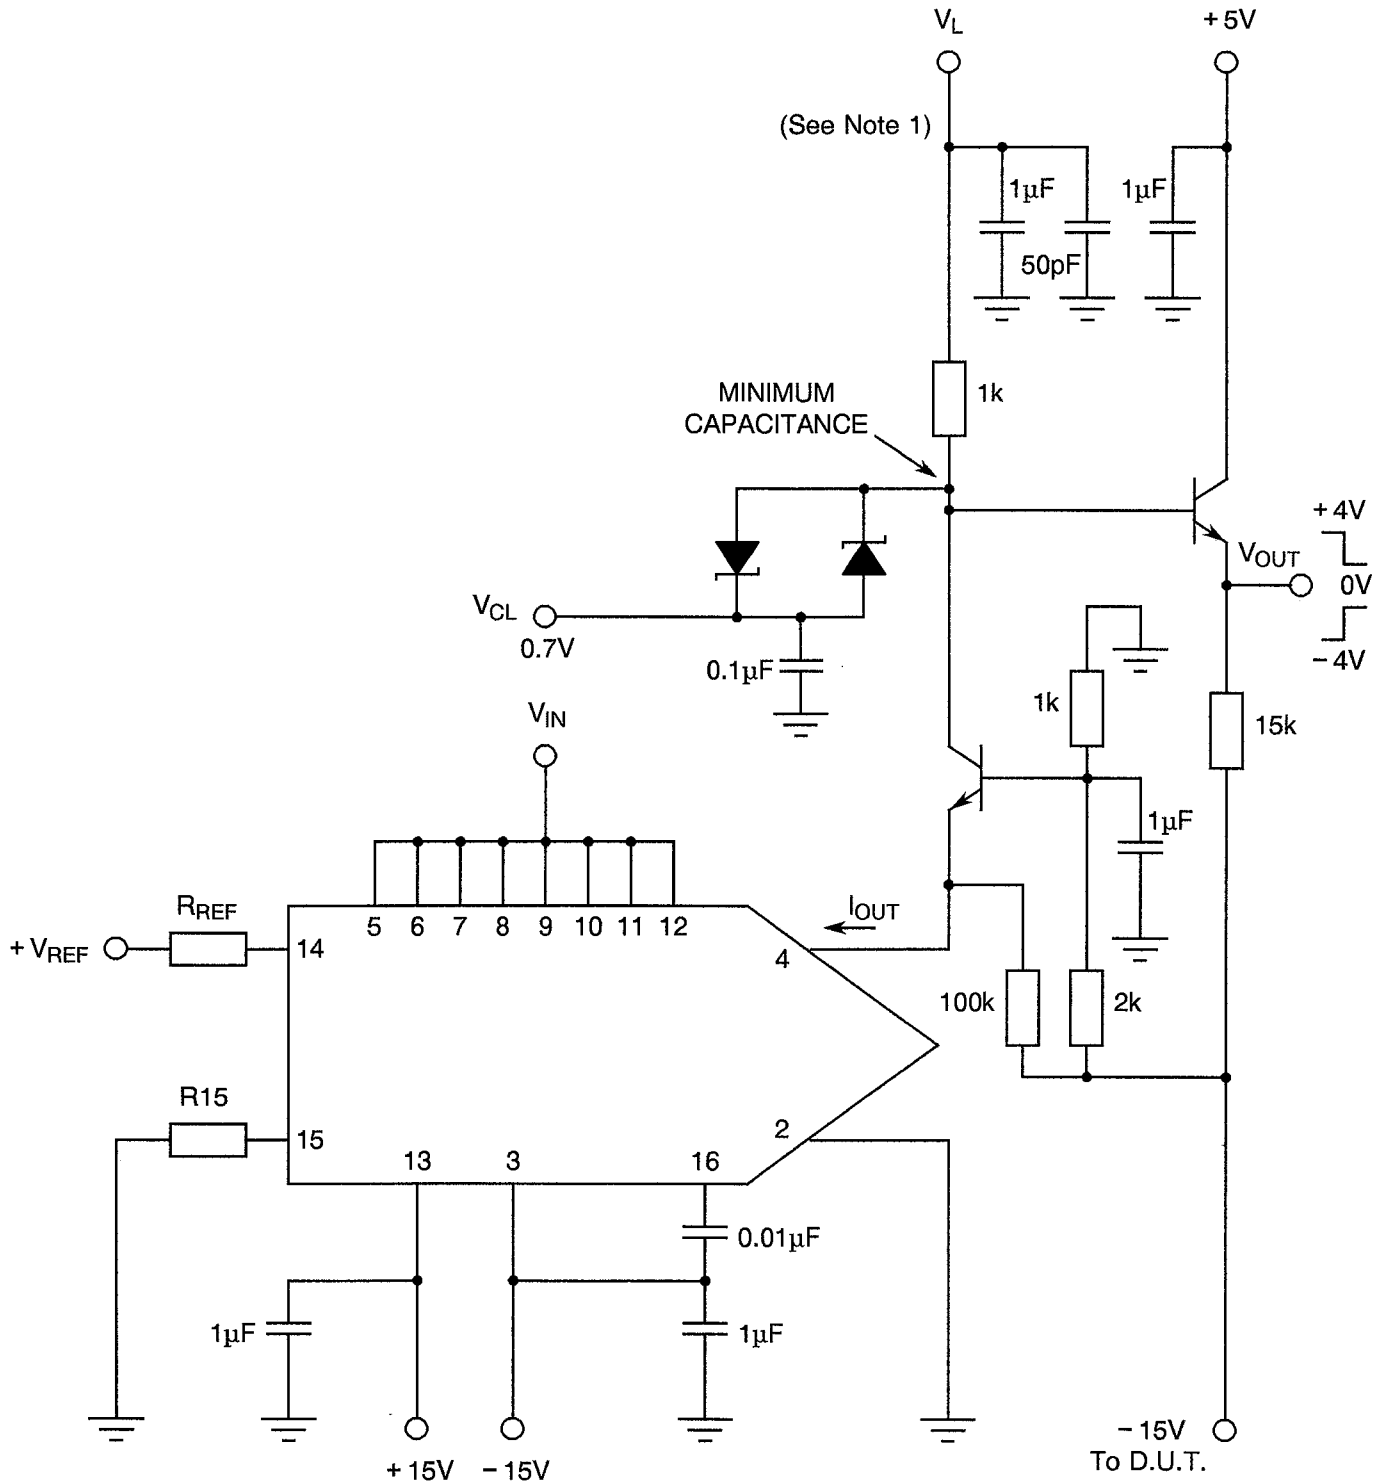 V_L
+5V
(See Note 1)
1µF
1µF
50pF
1k
MINIMUM
CAPACITANCE
+4V
V_OUT
0V
-4V
V_CL
0.7V
0.1µF
1k
15k
V_IN
1µF
R_REF
5 6 7 8 9 10 11 12
I_OUT
+V_REF
14
4
100k
2k
R15
15
2
13
3
16
0.01µF
1µF
1µF
+15V
-15V
-15V
To D.U.T.